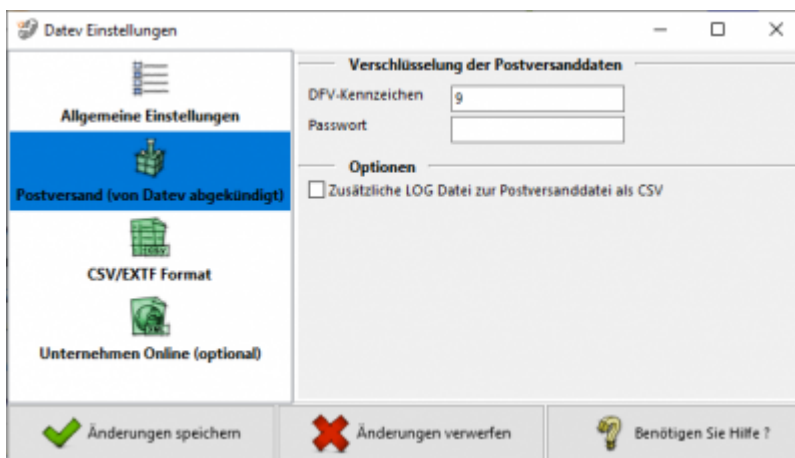 Datev Einstellungen
Allgemeine Einstellungen
Postversand (von Datev abgekündigt)
CSV/EXTF Format
Unternehmen Online (optional)
Verschlüsselung der Postversanddaten
DFV-Kennzeichen 9
Passwort
Optionen
Zusätzliche LOG Datei zur Postversanddatei als CSV
Änderungen speichern
Änderungen verwerfen
Benötigen Sie Hilfe ?